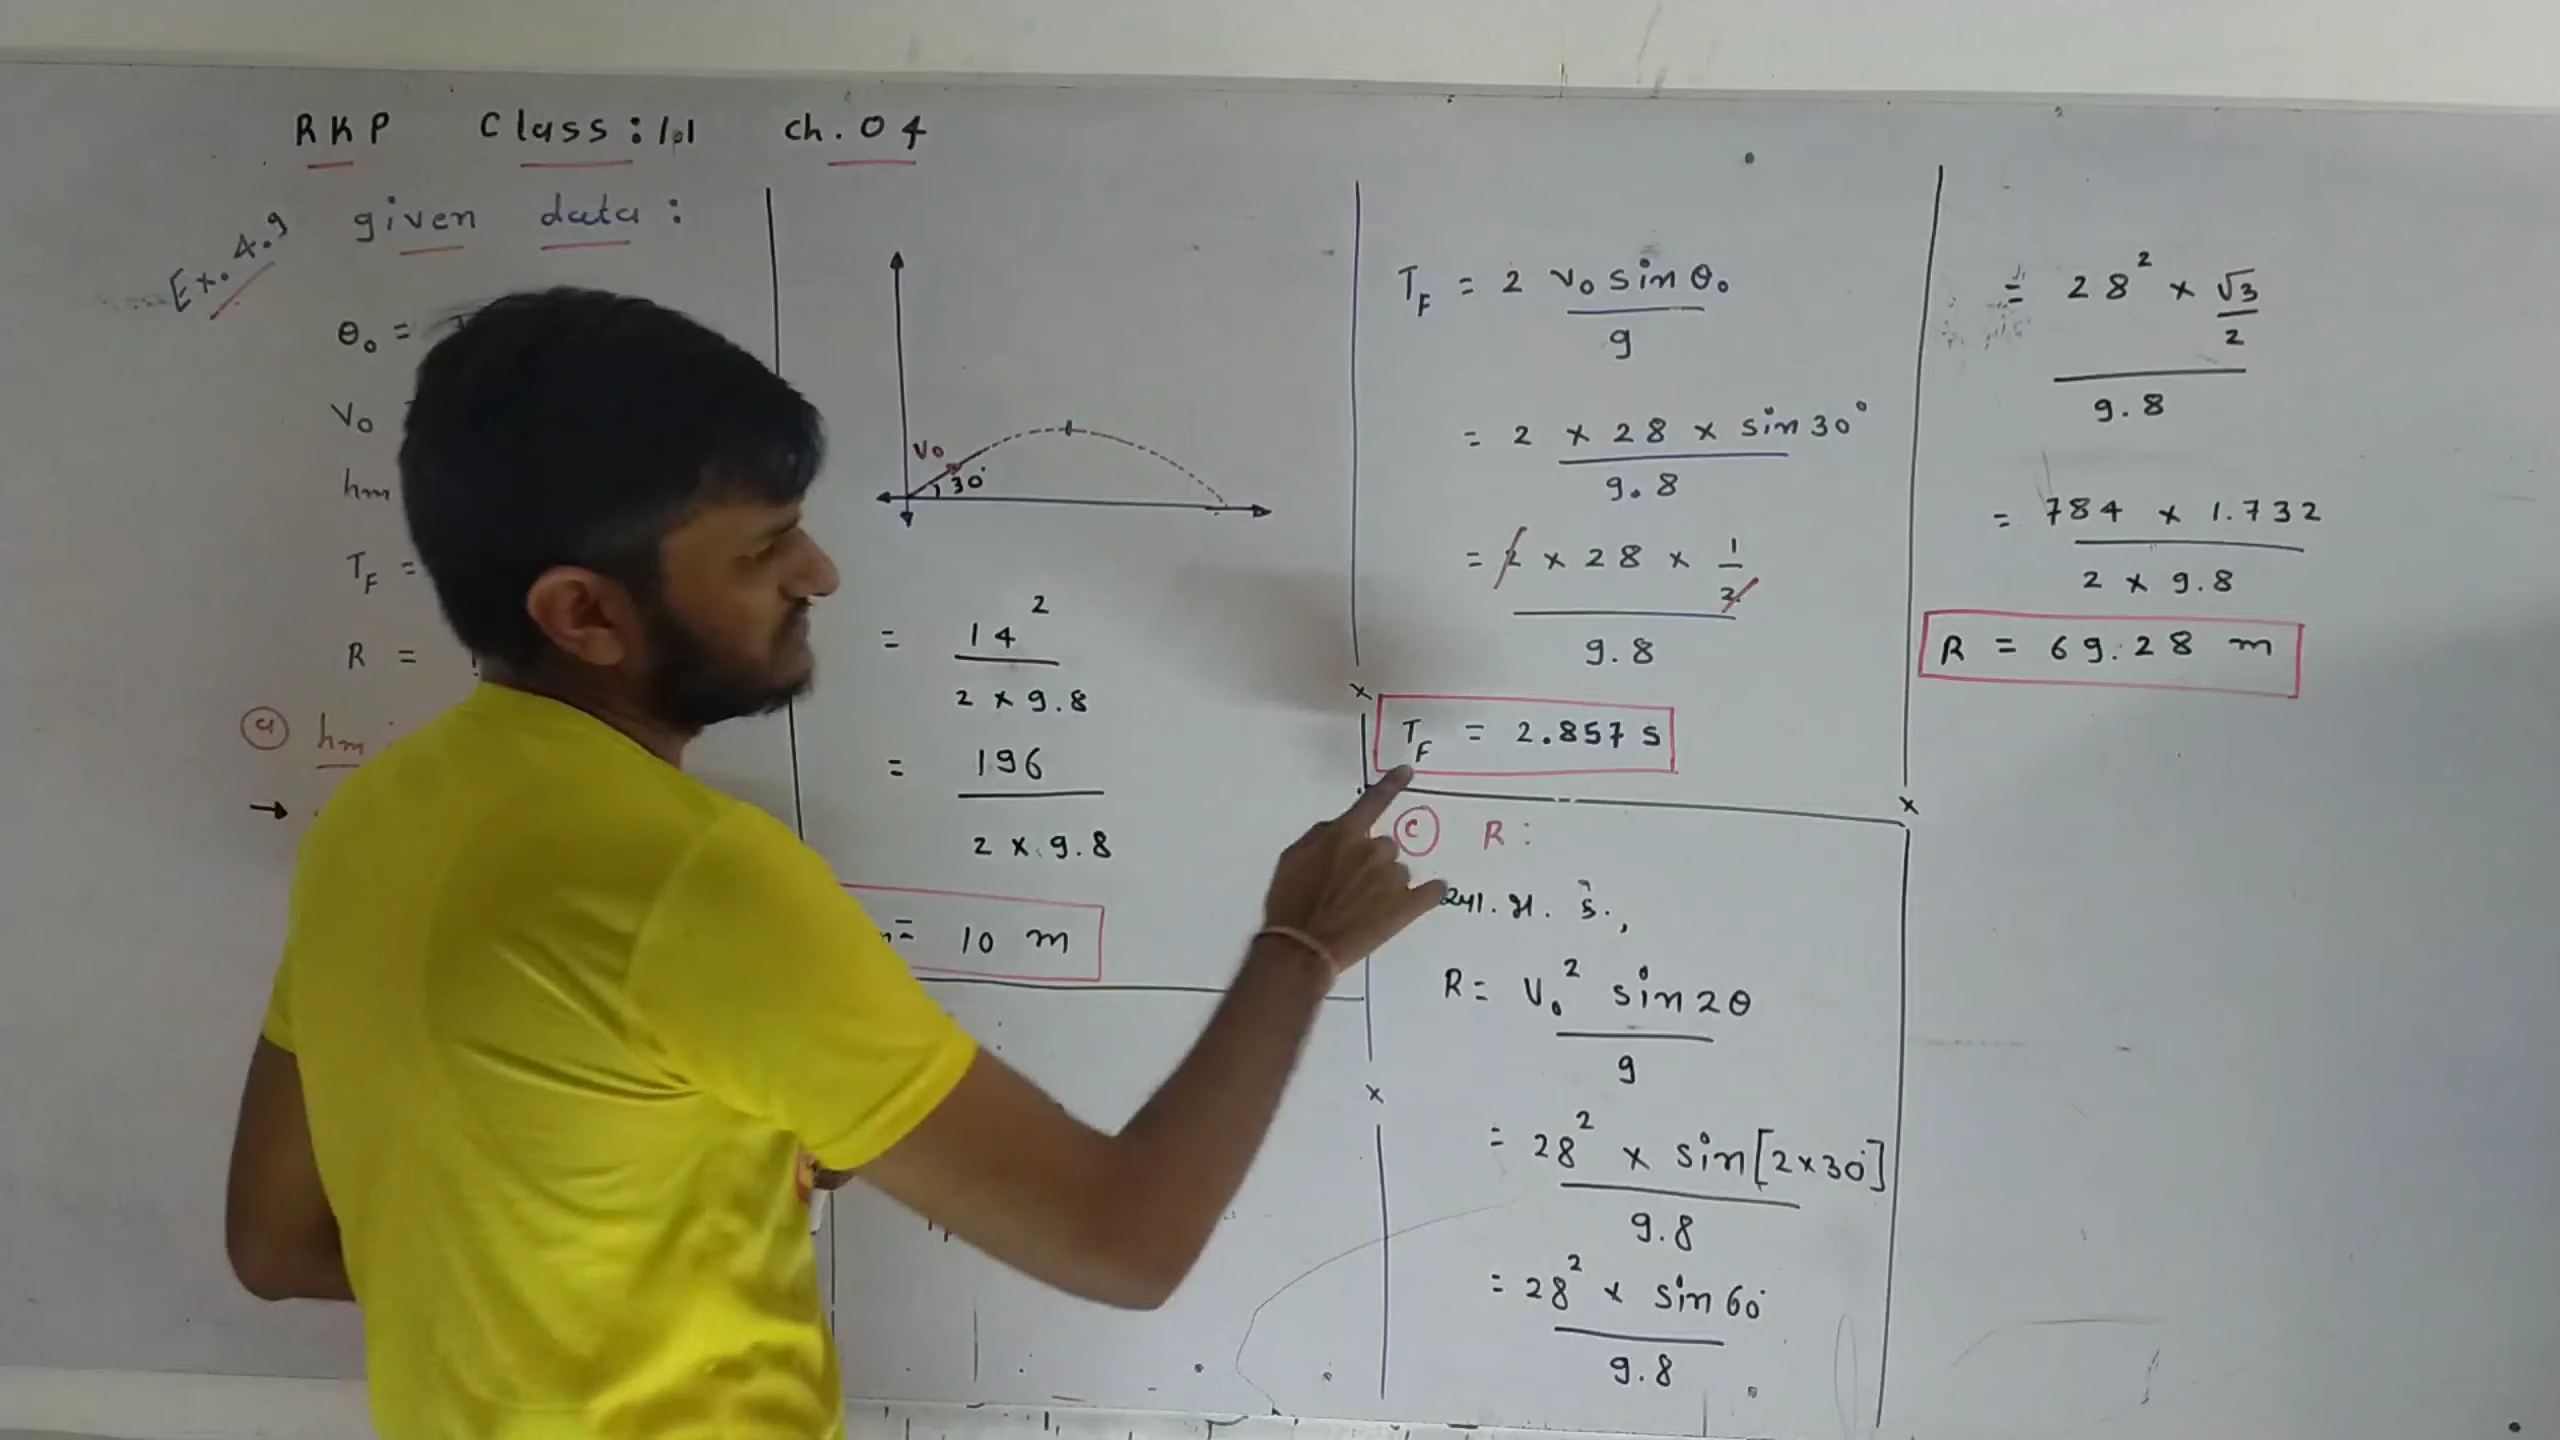 RKP Class: 11 ch. 04
Ex. 4.9 given data :
θ₀ =
V₀
hm
T_F =
R =
(a) hm
→
V₀
30°
= 14²
2 × 9.8
= 196
2 × 9.8
= 10 m
T_F = 2 V₀ sin θ₀
g
= 2 × 28 × sin 30°
9.8
= 2 × 28 × 1
2
9.8
T_F = 2.857 s
(c) R :
R = V₀² sin 2θ
g
= 28² × sin [2×30°]
9.8
= 28² × sin 60°
9.8
= 28² × √3
2
9.8
= 784 × 1.732
2 × 9.8
R = 69.28 m